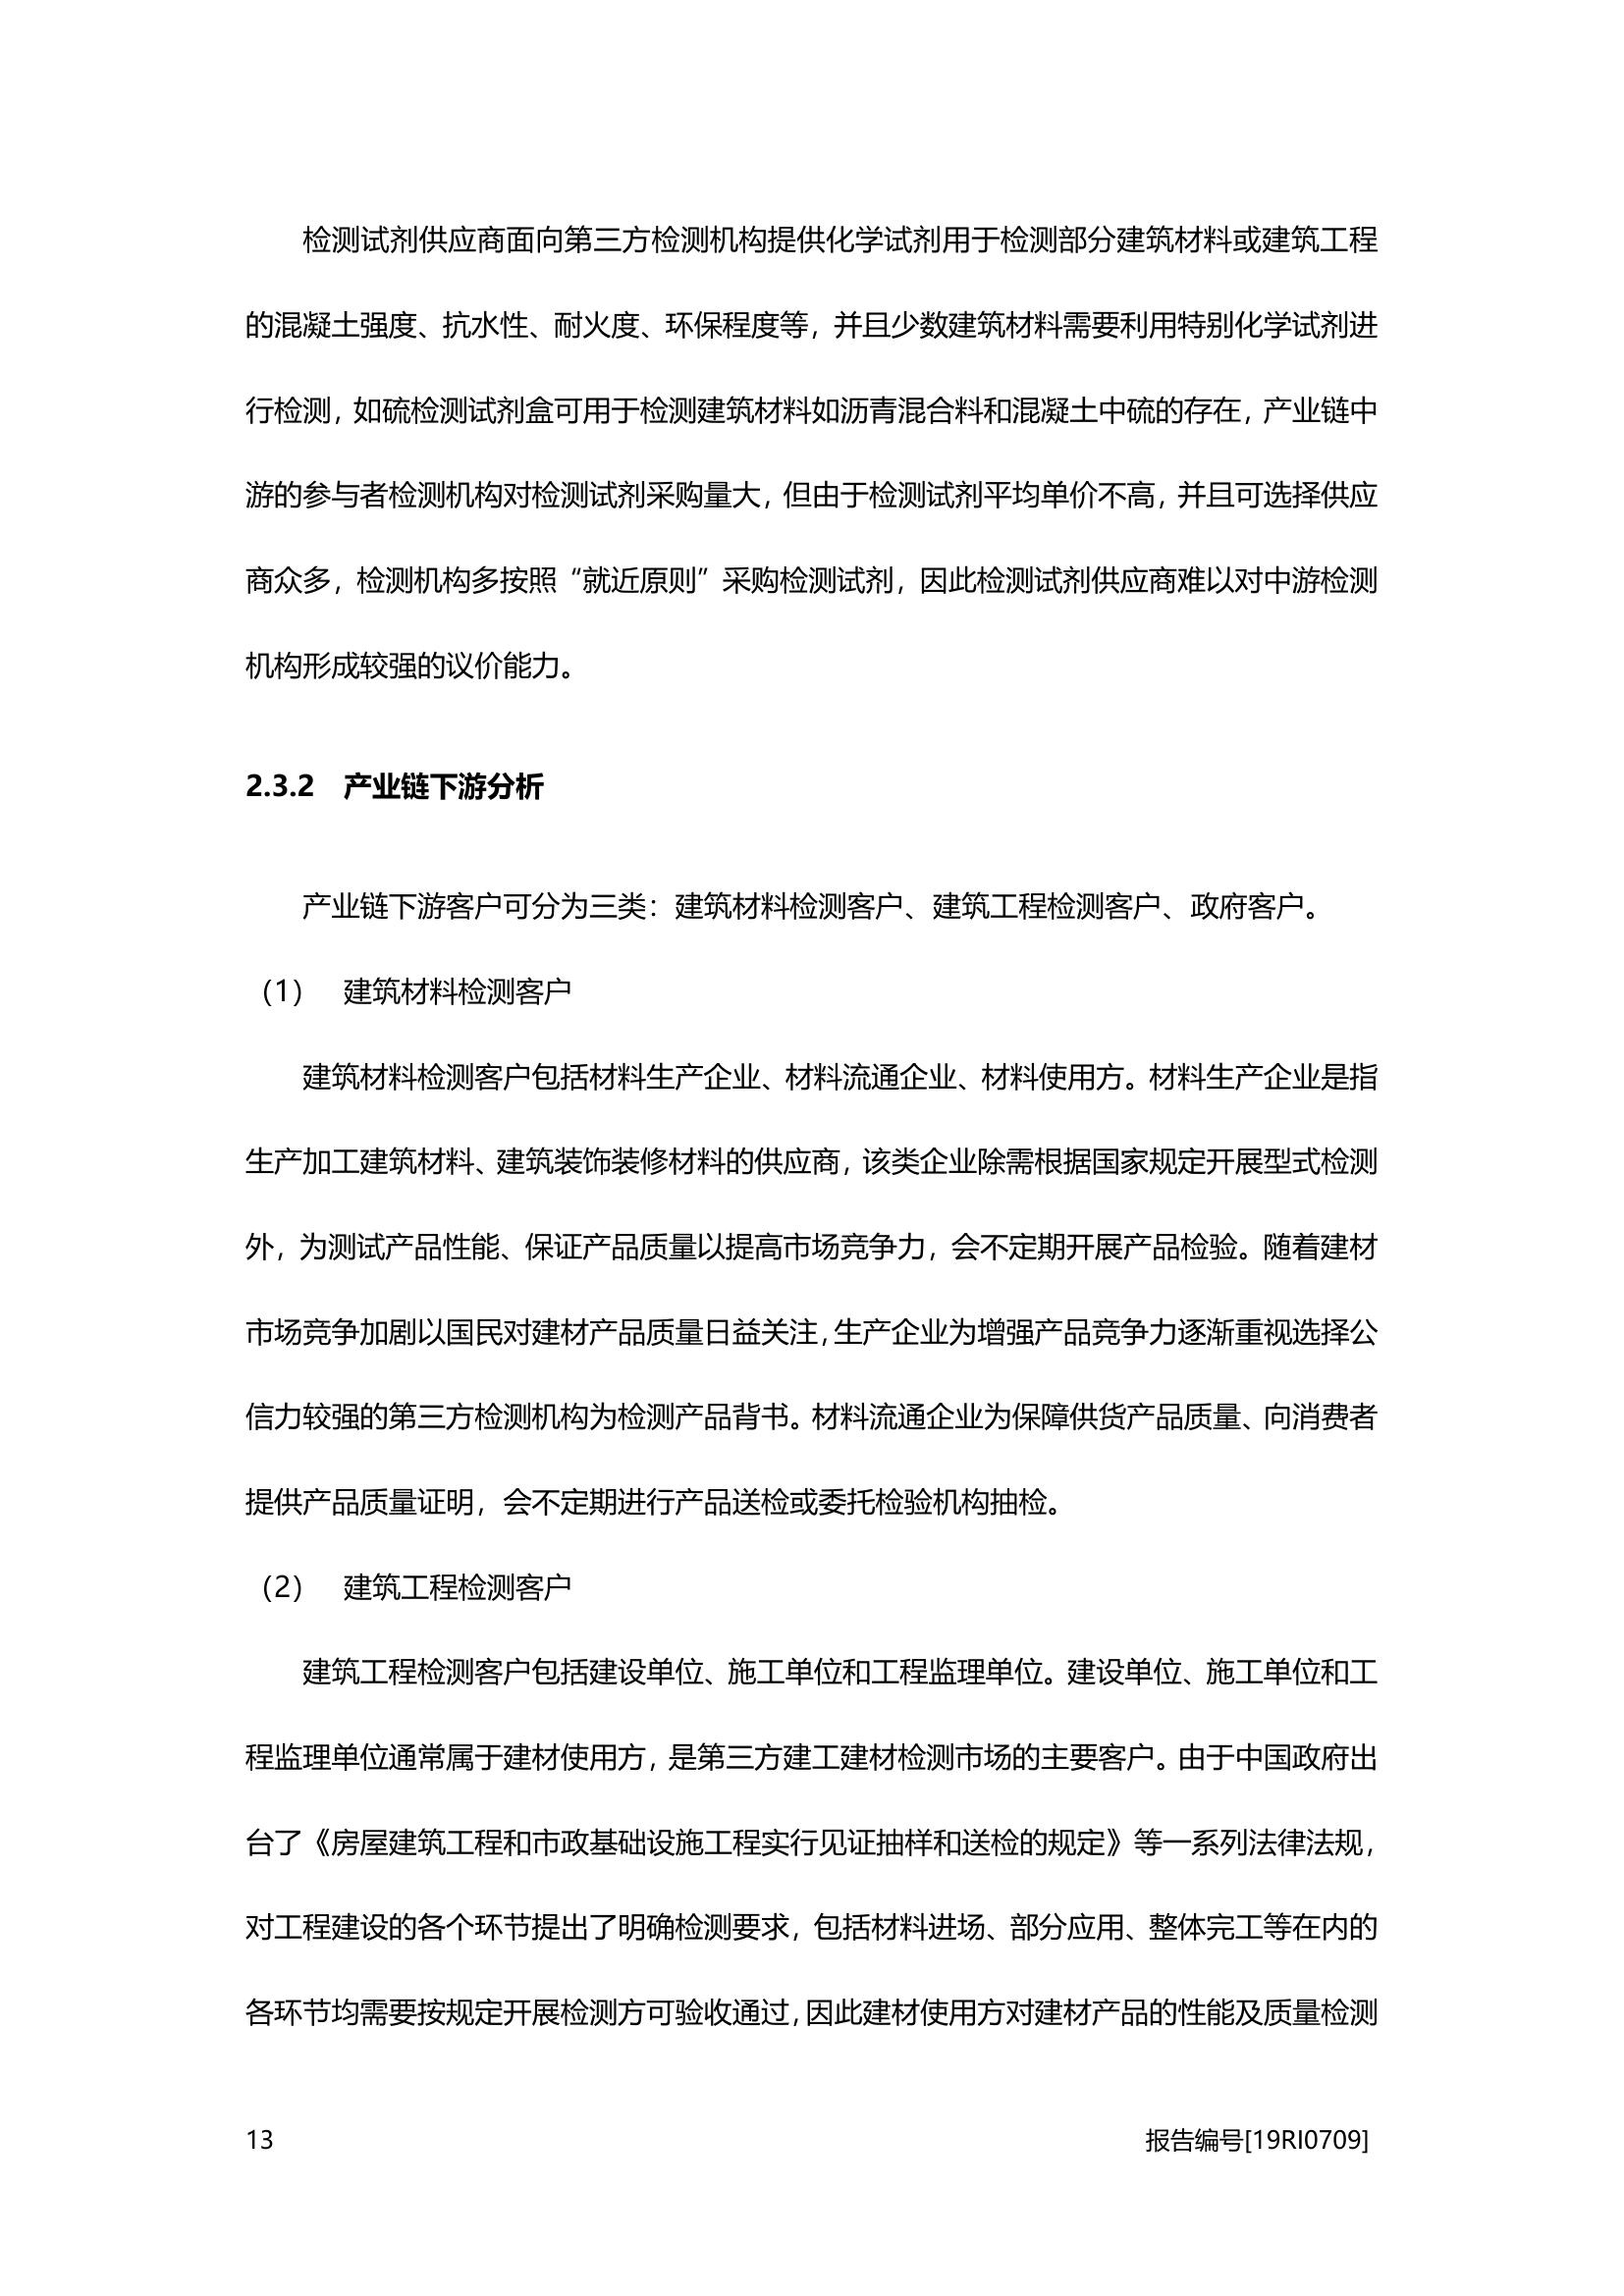 检测试剂供应商面向第三方检测机构提供化学试剂用于检测部分建筑材料或建筑工程
的混凝土强度、抗水性、耐火度、环保程度等，并且少数建筑材料需要利用特别化学试剂进
行检测，如硫检测试剂盒可用于检测建筑材料如沥青混合料和混凝土中硫的存在，产业链中
游的参与者检测机构对检测试剂采购量大，但由于检测试剂平均单价不高，并且可选择供应
商众多，检测机构多按照“就近原则”采购检测试剂，因此检测试剂供应商难以对中游检测
机构形成较强的议价能力。
2.3.2 产业链下游分析
产业链下游客户可分为三类：建筑材料检测客户、建筑工程检测客户、政府客户。
（1） 建筑材料检测客户
建筑材料检测客户包括材料生产企业、材料流通企业、材料使用方。材料生产企业是指
生产加工建筑材料、建筑装饰装修材料的供应商，该类企业除需根据国家规定开展型式检测
外，为测试产品性能、保证产品质量以提高市场竞争力，会不定期开展产品检验。随着建材
市场竞争加剧以国民对建材产品质量日益关注，生产企业为增强产品竞争力逐渐重视选择公
信力较强的第三方检测机构为检测产品背书。材料流通企业为保障供货产品质量、向消费者
提供产品质量证明，会不定期进行产品送检或委托检验机构抽检。
（2） 建筑工程检测客户
建筑工程检测客户包括建设单位、施工单位和工程监理单位。建设单位、施工单位和工
程监理单位通常属于建材使用方，是第三方建工建材检测市场的主要客户。由于中国政府出
台了《房屋建筑工程和市政基础设施工程实行见证抽样和送检的规定》等一系列法律法规，
对工程建设的各个环节提出了明确检测要求，包括材料进场、部分应用、整体完工等在内的
各环节均需要按规定开展检测方可验收通过，因此建材使用方对建材产品的性能及质量检测
13 报告编号[19RI0709]